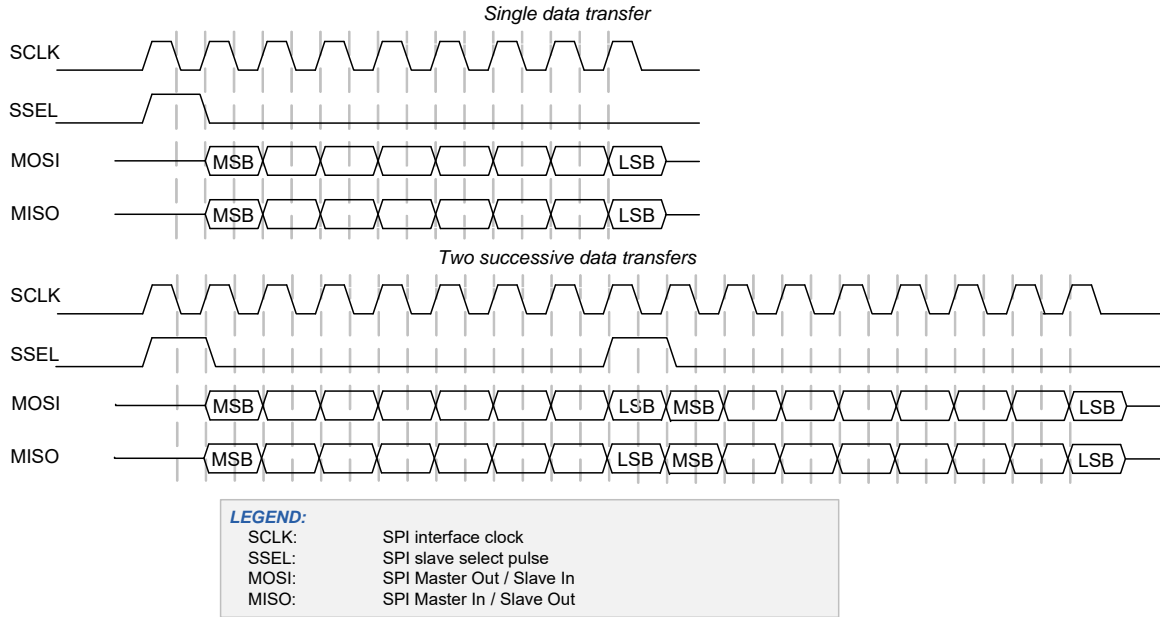 Single data transfer
SCLK
SSEL
MOSI MSB LSB
MISO MSB LSB
Two successive data transfers
SCLK
SSEL
MOSI MSB LSB MSB LSB
MISO MSB LSB MSB LSB
LEGEND:
SCLK: SPI interface clock
SSEL: SPI slave select pulse
MOSI: SPI Master Out / Slave In
MISO: SPI Master In / Slave Out